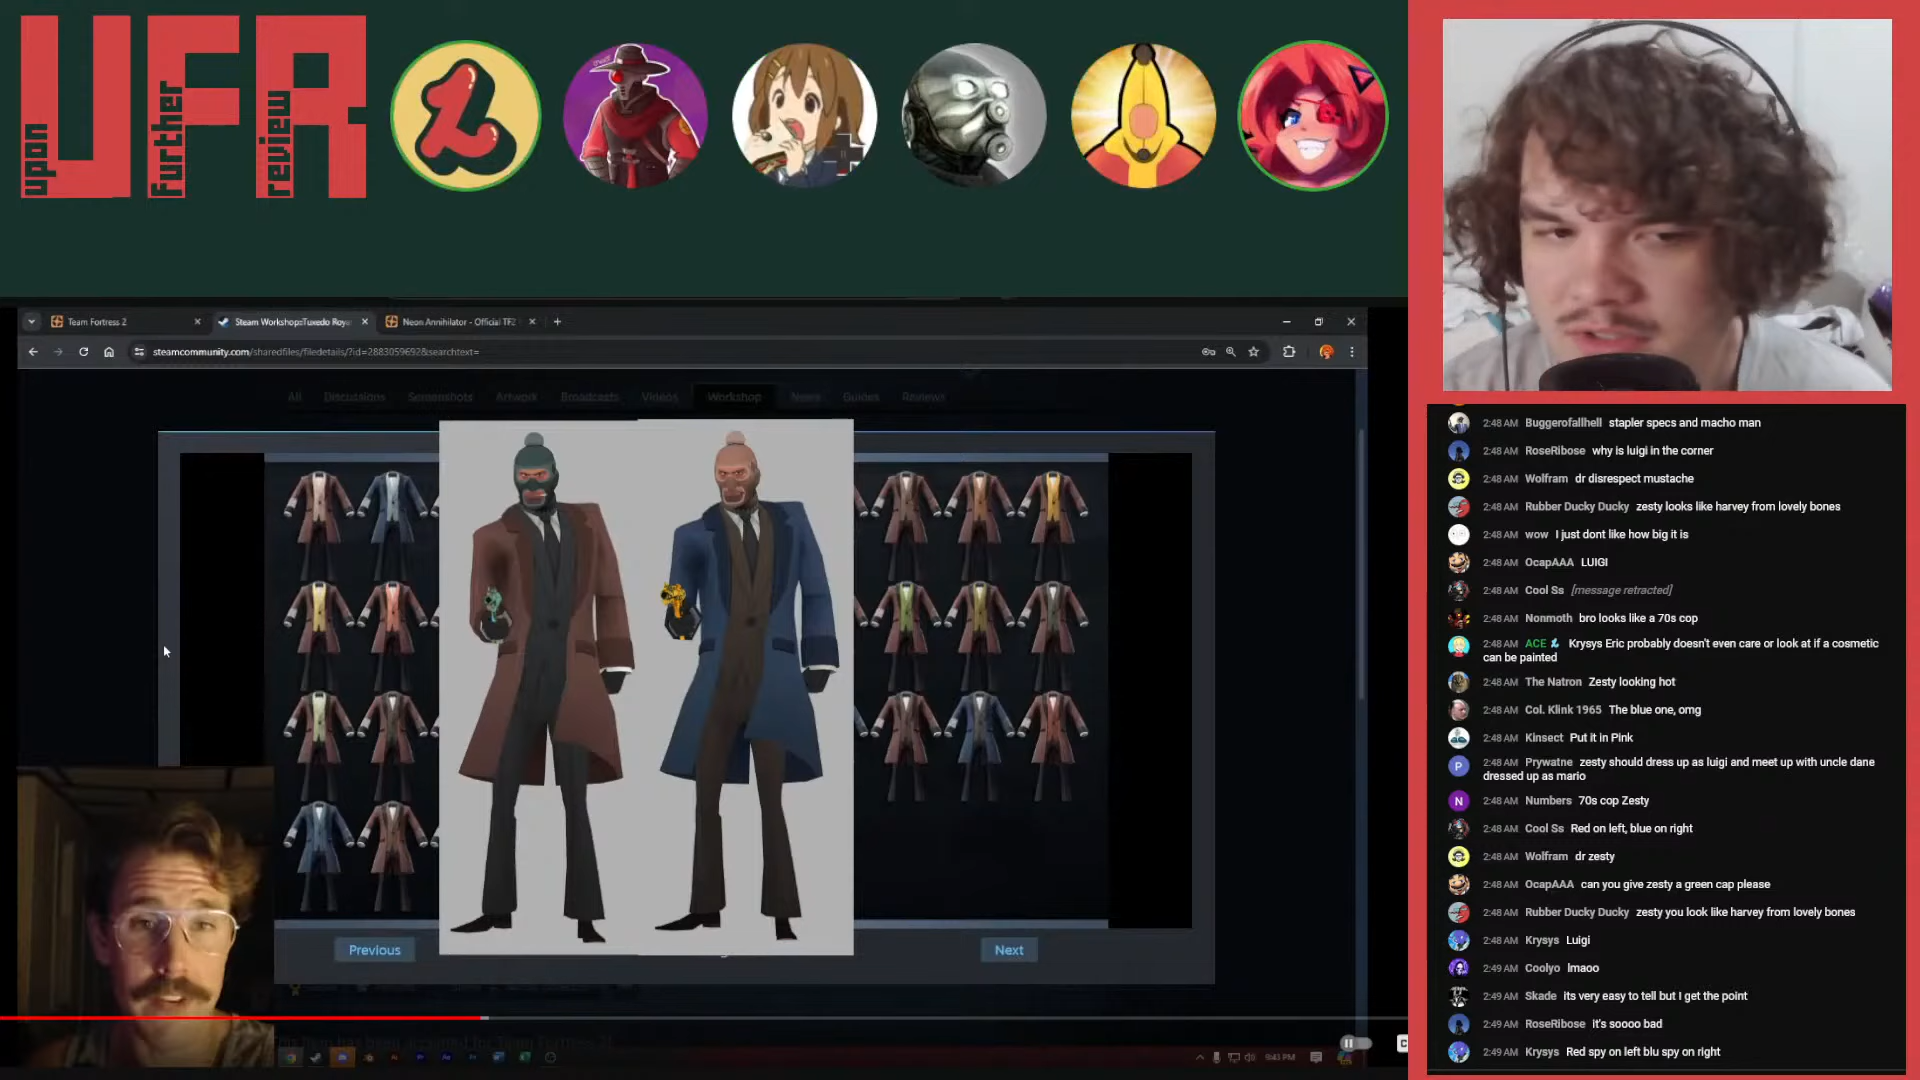 upon
further
review
UFR
Team Fortress 2
Steam Workshop::Tuxedo Roya
Neon Annihilator - Official TF2
steamcommunity.com/sharedfiles/filedetails/?id=2883059692&searchtext=
All Discussions Screenshots Artwork Broadcasts Videos Workshop News Guides Reviews
Previous
Next
9:43 PM
2:48 AM Buggerofallhell stapler specs and macho man
2:48 AM RoseRibose why is luigi in the corner
2:48 AM Wolfram dr disrespect mustache
2:48 AM Rubber Ducky Ducky zesty looks like harvey from lovely bones
2:48 AM wow I just dont like how big it is
2:48 AM OcapAAA LUIGI
2:48 AM Cool Ss [message retracted]
2:48 AM Nonmoth bro looks like a 70s cop
2:48 AM ACE Krysys Eric probably doesn't even care or look at if a cosmetic
can be painted
2:48 AM The Natron Zesty looking hot
2:48 AM Col. Klink 1965 The blue one, omg
2:48 AM Kinsect Put it in Pink
P 2:48 AM Prywatne zesty should dress up as luigi and meet up with uncle dane
dressed up as mario
N 2:48 AM Numbers 70s cop Zesty
2:48 AM Cool Ss Red on left, blue on right
2:48 AM Wolfram dr zesty
2:48 AM OcapAAA can you give zesty a green cap please
2:48 AM Rubber Ducky Ducky zesty you look like harvey from lovely bones
2:48 AM Krysys Luigi
2:49 AM Coolyo lmaoo
2:49 AM Skade its very easy to tell but I get the point
2:49 AM RoseRibose it's soooo bad
2:49 AM Krysys Red spy on left blu spy on right